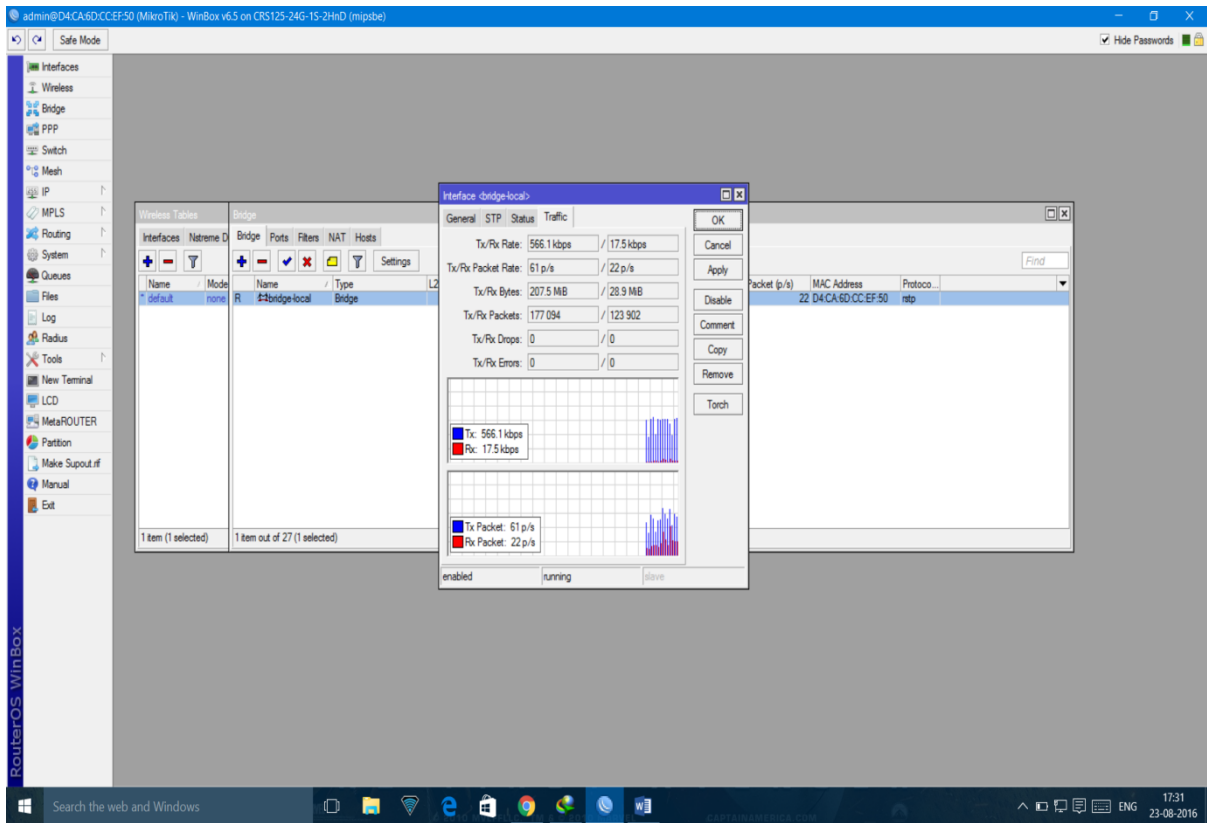 admin@D4:CA:6D:CC:EF:50 (MikroTik) - WinBox v6.5 on CRS125-24G-1S-2HnD (mipsbe)
Safe Mode
Hide Passwords
Interfaces
Wireless
Bridge
PPP
Switch
Mesh
IP
MPLS
Routing
System
Queues
Files
Log
Radius
Tools
New Terminal
LCD
MetaROUTER
Partition
Make Supout.rif
Manual
Exit
RouterOS WinBox
Wireless Tables
Interfaces Nstreme D
Name Mode
* default none
1 item (1 selected)
Bridge
Bridge Ports Filters NAT Hosts
Settings
Find
Name Type L2
R bridge-local Bridge
Packet (p/s) MAC Address Protoco...
22 D4:CA:6D:CC:EF:50 rstp
1 item out of 27 (1 selected)
Interface <bridge-local>
General STP Status Traffic
Tx/Rx Rate: 566.1 kbps / 17.5 kbps
Tx/Rx Packet Rate: 61 p/s / 22 p/s
Tx/Rx Bytes: 207.5 MiB / 28.9 MiB
Tx/Rx Packets: 177 094 / 123 902
Tx/Rx Drops: 0 / 0
Tx/Rx Errors: 0 / 0
Tx: 566.1 kbps
Rx: 17.5 kbps
Tx Packet: 61 p/s
Rx Packet: 22 p/s
enabled running slave
OK
Cancel
Apply
Disable
Comment
Copy
Remove
Torch
Search the web and Windows
CAPTAINAMERICA.COM
ENG
17:31
23-08-2016